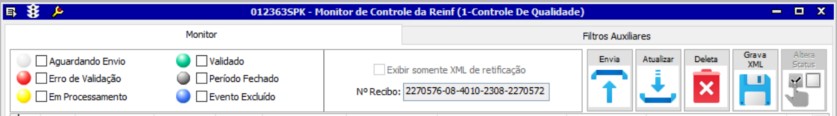 012363SPK - Monitor de Controle da Reinf (1-Controle De Qualidade)
Monitor
Filtros Auxiliares
Aguardando Envio
Validado
Erro de Validação
Período Fechado
Em Processamento
Evento Excluído
Exibir somente XML de retificação
Nº Recibo: 2270576-08-4010-2308-2270572
Envia
Atualizar
Deleta
Grava
XML
Altera
Status